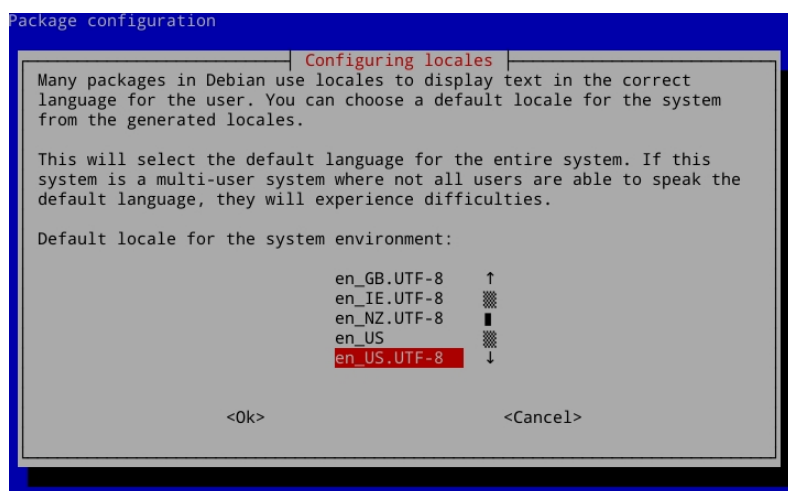 Package configuration
Configuring locales
Many packages in Debian use locales to display text in the correct
language for the user. You can choose a default locale for the system
from the generated locales.
This will select the default language for the entire system. If this
system is a multi-user system where not all users are able to speak the
default language, they will experience difficulties.
Default locale for the system environment:
en_GB.UTF-8 ↑
en_IE.UTF-8
en_NZ.UTF-8
en_US
en_US.UTF-8 ↓
<Ok> <Cancel>